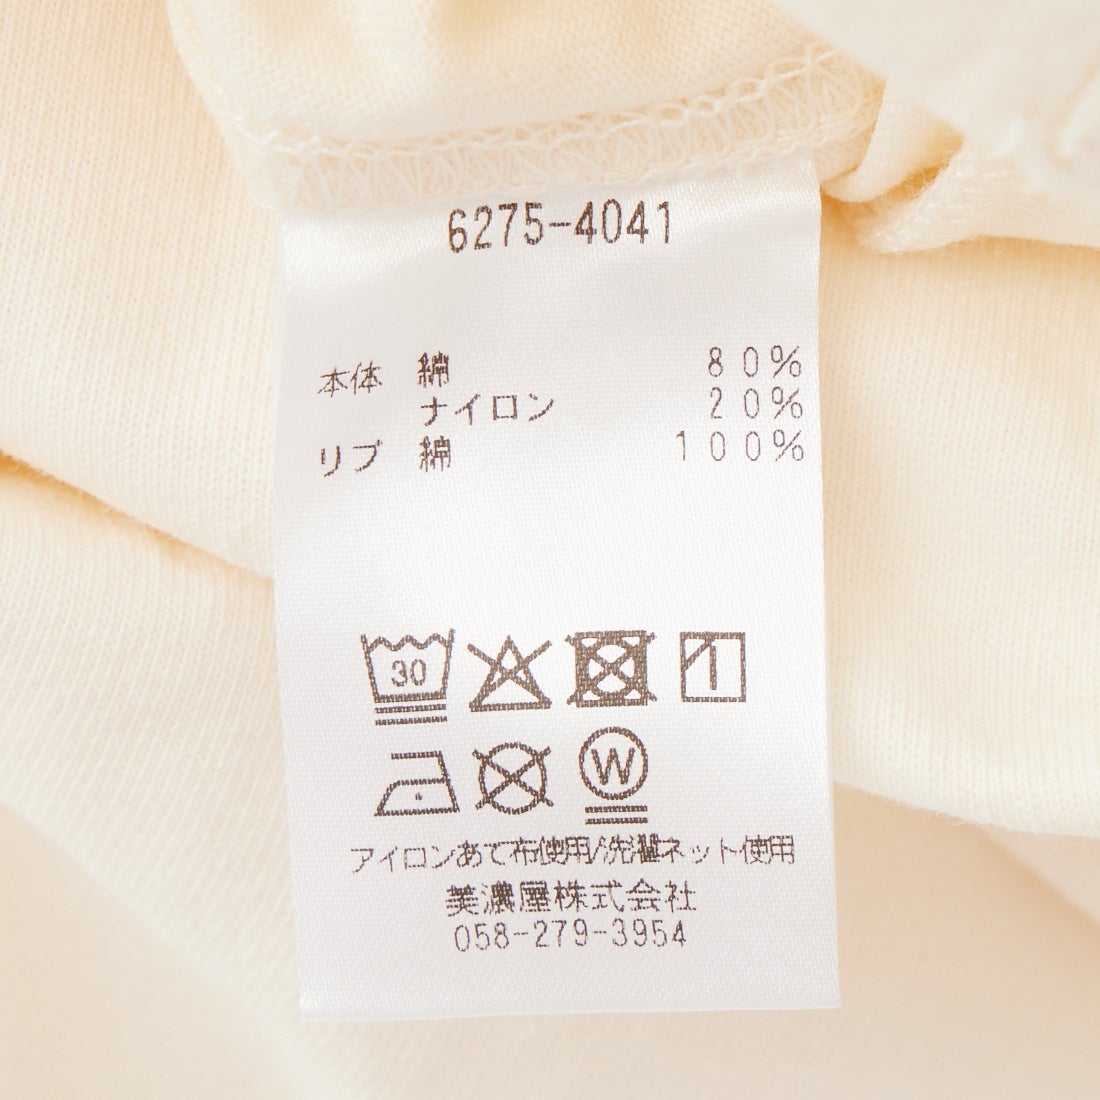 6275-4041
本体 綿 80%
ナイロン 20%
リブ 綿 100%
30
W
アイロンあて布使用/洗濯ネット使用
美濃屋株式会社
058-279-3954